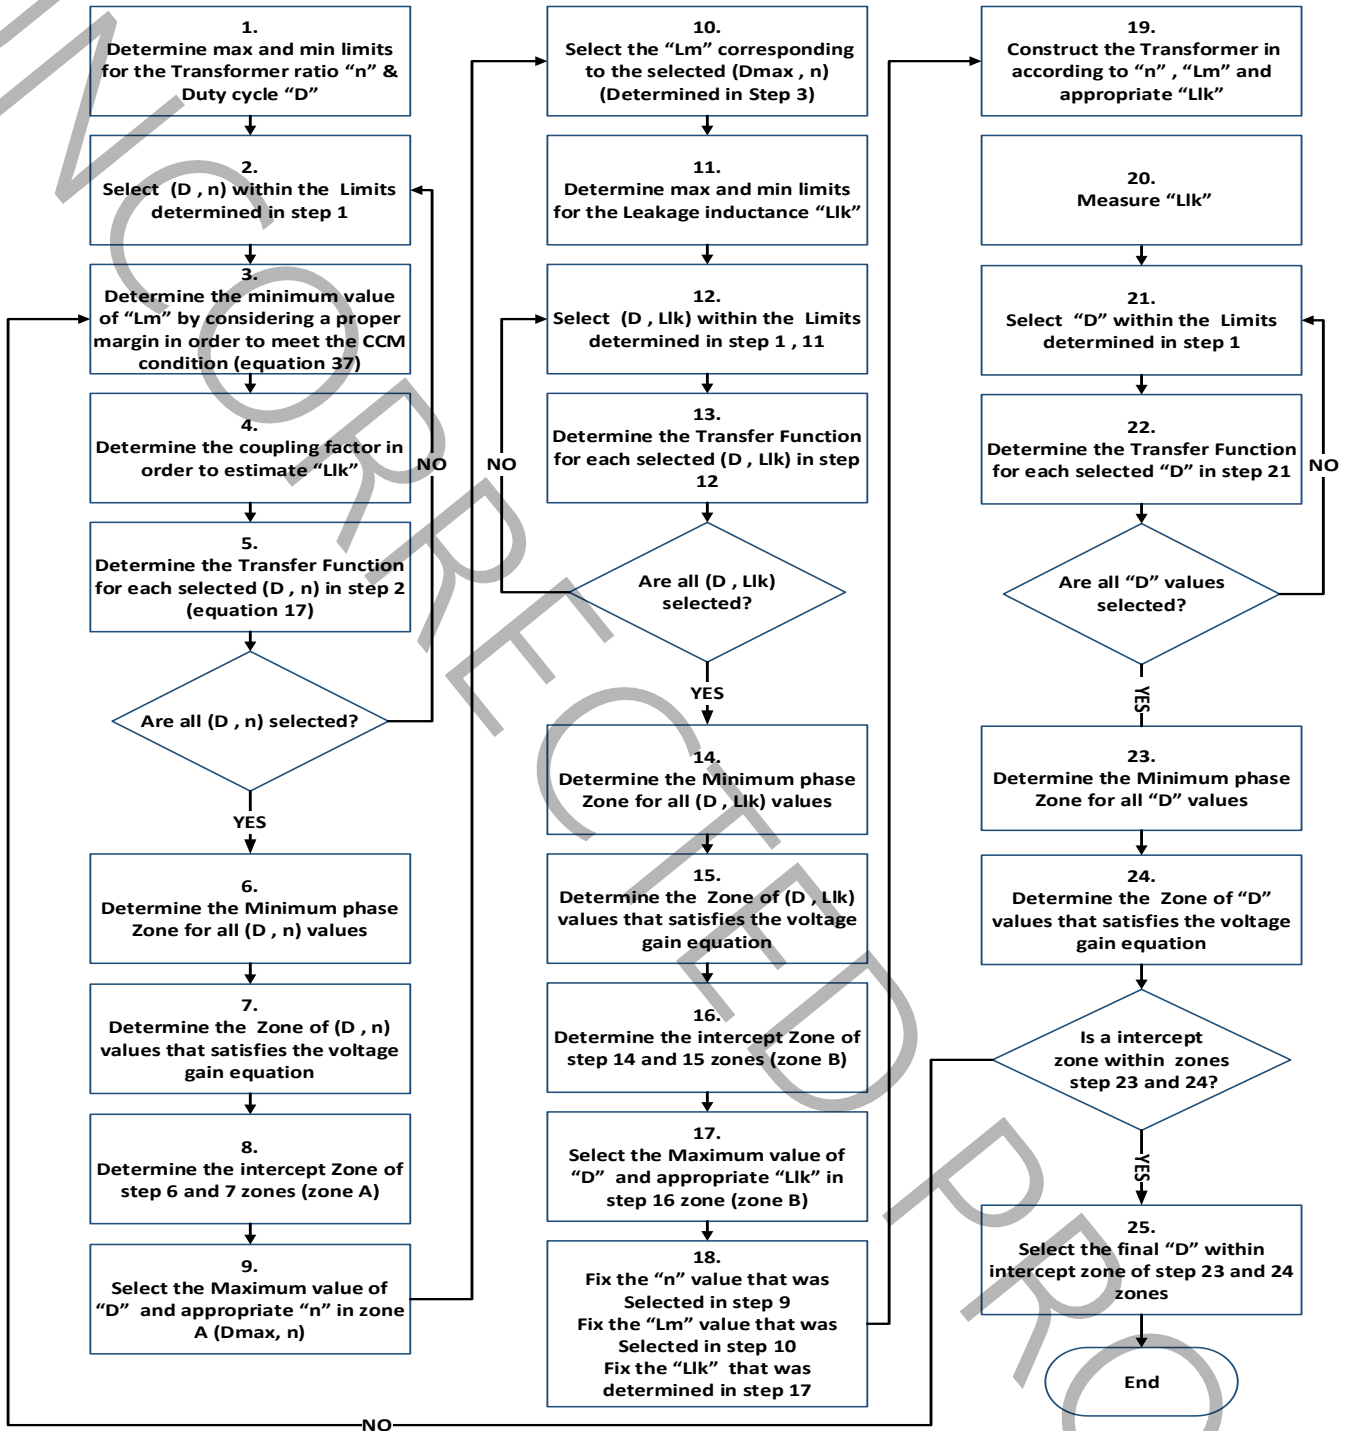 1.
Determine max and min limits
for the Transformer ratio “n” &
Duty cycle “D”
2.
Select (D , n) within the Limits
determined in step 1
3.
Determine the minimum value
of “Lm” by considering a proper
margin in order to meet the CCM
condition (equation 37)
4.
Determine the coupling factor in
order to estimate “Llk”
NO
5.
Determine the Transfer Function
for each selected (D , n) in step 2
(equation 17)
Are all (D , n) selected?
YES
6.
Determine the Minimum phase
Zone for all (D , n) values
7.
Determine the Zone of (D , n)
values that satisfies the voltage
gain equation
8.
Determine the intercept Zone of
step 6 and 7 zones (zone A)
9.
Select the Maximum value of
“D” and appropriate “n” in zone
A (Dmax, n)
10.
Select the “Lm” corresponding
to the selected (Dmax , n)
(Determined in Step 3)
11.
Determine max and min limits
for the Leakage inductance “Llk”
12.
Select (D , Llk) within the Limits
determined in step 1 , 11
13.
Determine the Transfer Function
for each selected (D , Llk) in step
12
NO
Are all (D , Llk)
selected?
YES
14.
Determine the Minimum phase
Zone for all (D , Llk) values
15.
Determine the Zone of (D , Llk)
values that satisfies the voltage
gain equation
16.
Determine the intercept Zone of
step 14 and 15 zones (zone B)
17.
Select the Maximum value of
“D” and appropriate “Llk” in
step 16 zone (zone B)
18.
Fix the “n” value that was
Selected in step 9
Fix the “Lm” value that was
Selected in step 10
Fix the “Llk” that was
determined in step 17
19.
Construct the Transformer in
according to “n” , “Lm” and
appropriate “Llk”
20.
Measure “Llk”
21.
Select “D” within the Limits
determined in step 1
22.
Determine the Transfer Function
for each selected “D” in step 21
NO
Are all “D” values
selected?
YES
23.
Determine the Minimum phase
Zone for all “D” values
24.
Determine the Zone of “D”
values that satisfies the voltage
gain equation
Is a intercept
zone within zones
step 23 and 24?
YES
25.
Select the final “D” within
intercept zone of step 23 and 24
zones
End
NO
UNCORRECTED PRO